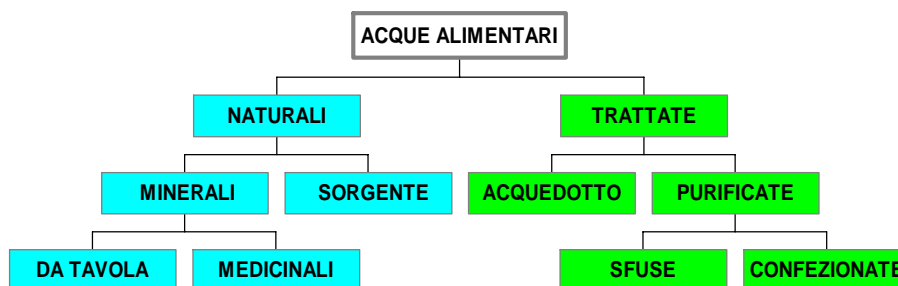 ACQUE ALIMENTARI
NATURALI
TRATTATE
MINERALI
SORGENTE
ACQUEDOTTO
PURIFICATE
DA TAVOLA
MEDICINALI
SFUSE
CONFEZIONATE